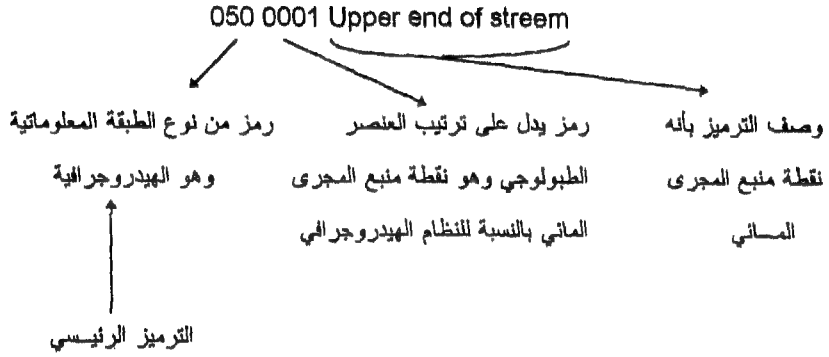 050 0001 Upper end of streem
وصف الترميز بأنه
نقطة منبع المجرى
المـــائي
رمز يدل على ترتيب العنصر
الطبولوجي وهو نقطة منبع المجرى
المائي بالنسبة للنظام الهيدروجرافي
رمز من نوع الطبقة المعلوماتية
وهو الهيدروجرافية
الترميز الرئيـسي